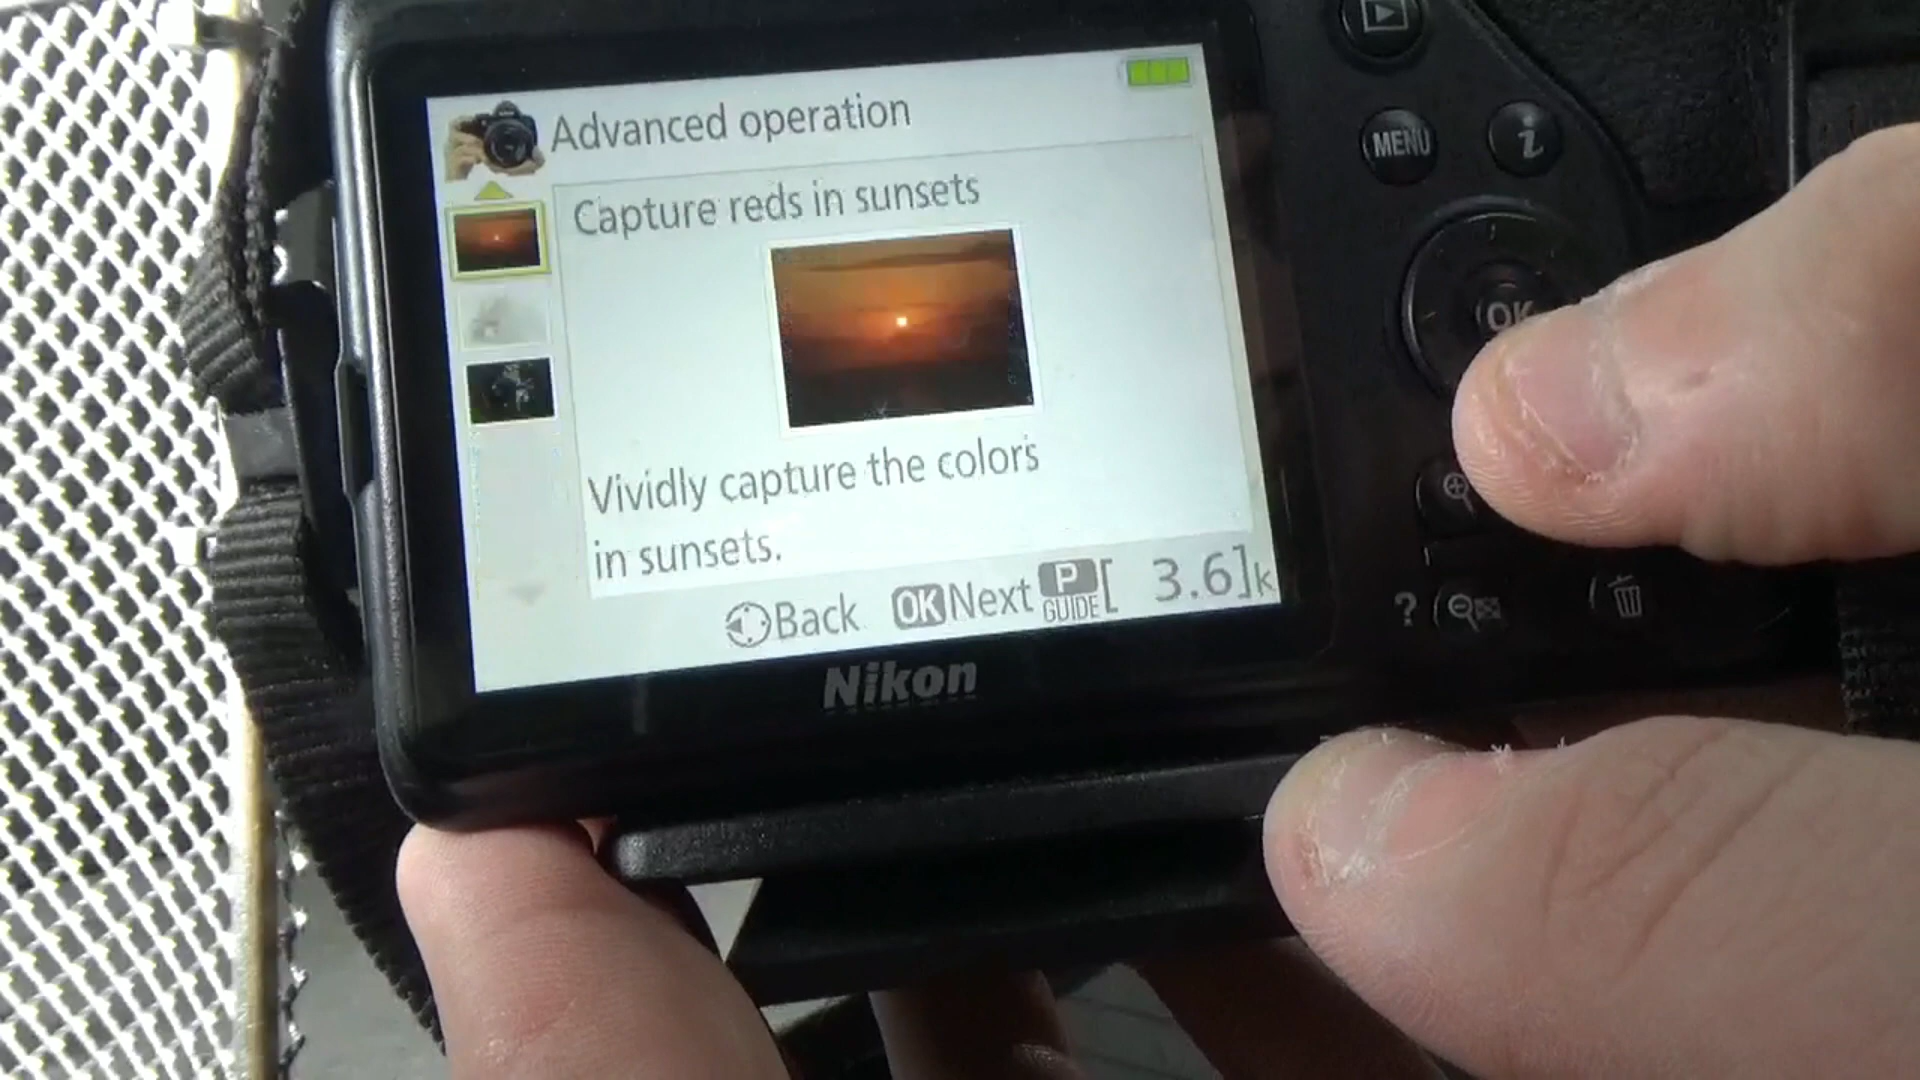 Advanced operation
Capture reds in sunsets
Vividly capture the colors
in sunsets.
Back OK Next P GUIDE [ 3.6]k
Nikon
MENU i
OK
?